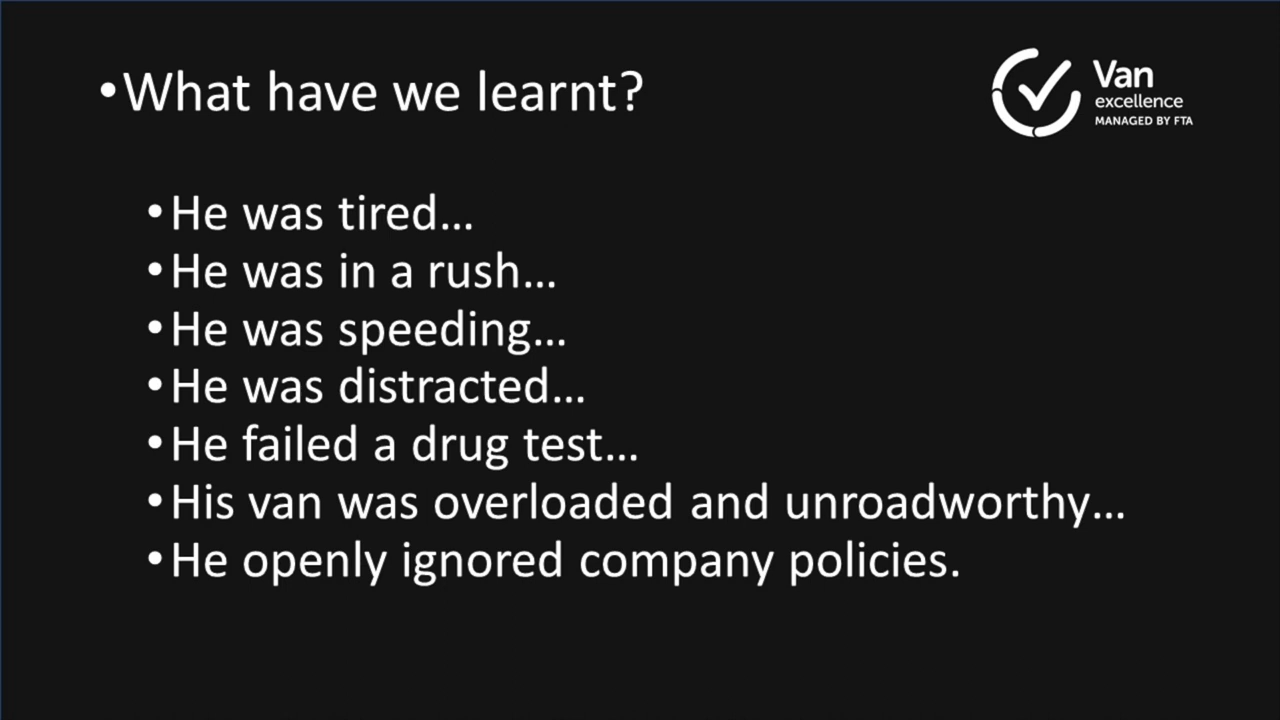 •What have we learnt?
Van
excellence
MANAGED BY FTA
•He was tired...
•He was in a rush...
•He was speeding...
•He was distracted...
•He failed a drug test...
•His van was overloaded and unroadworthy...
•He openly ignored company policies.